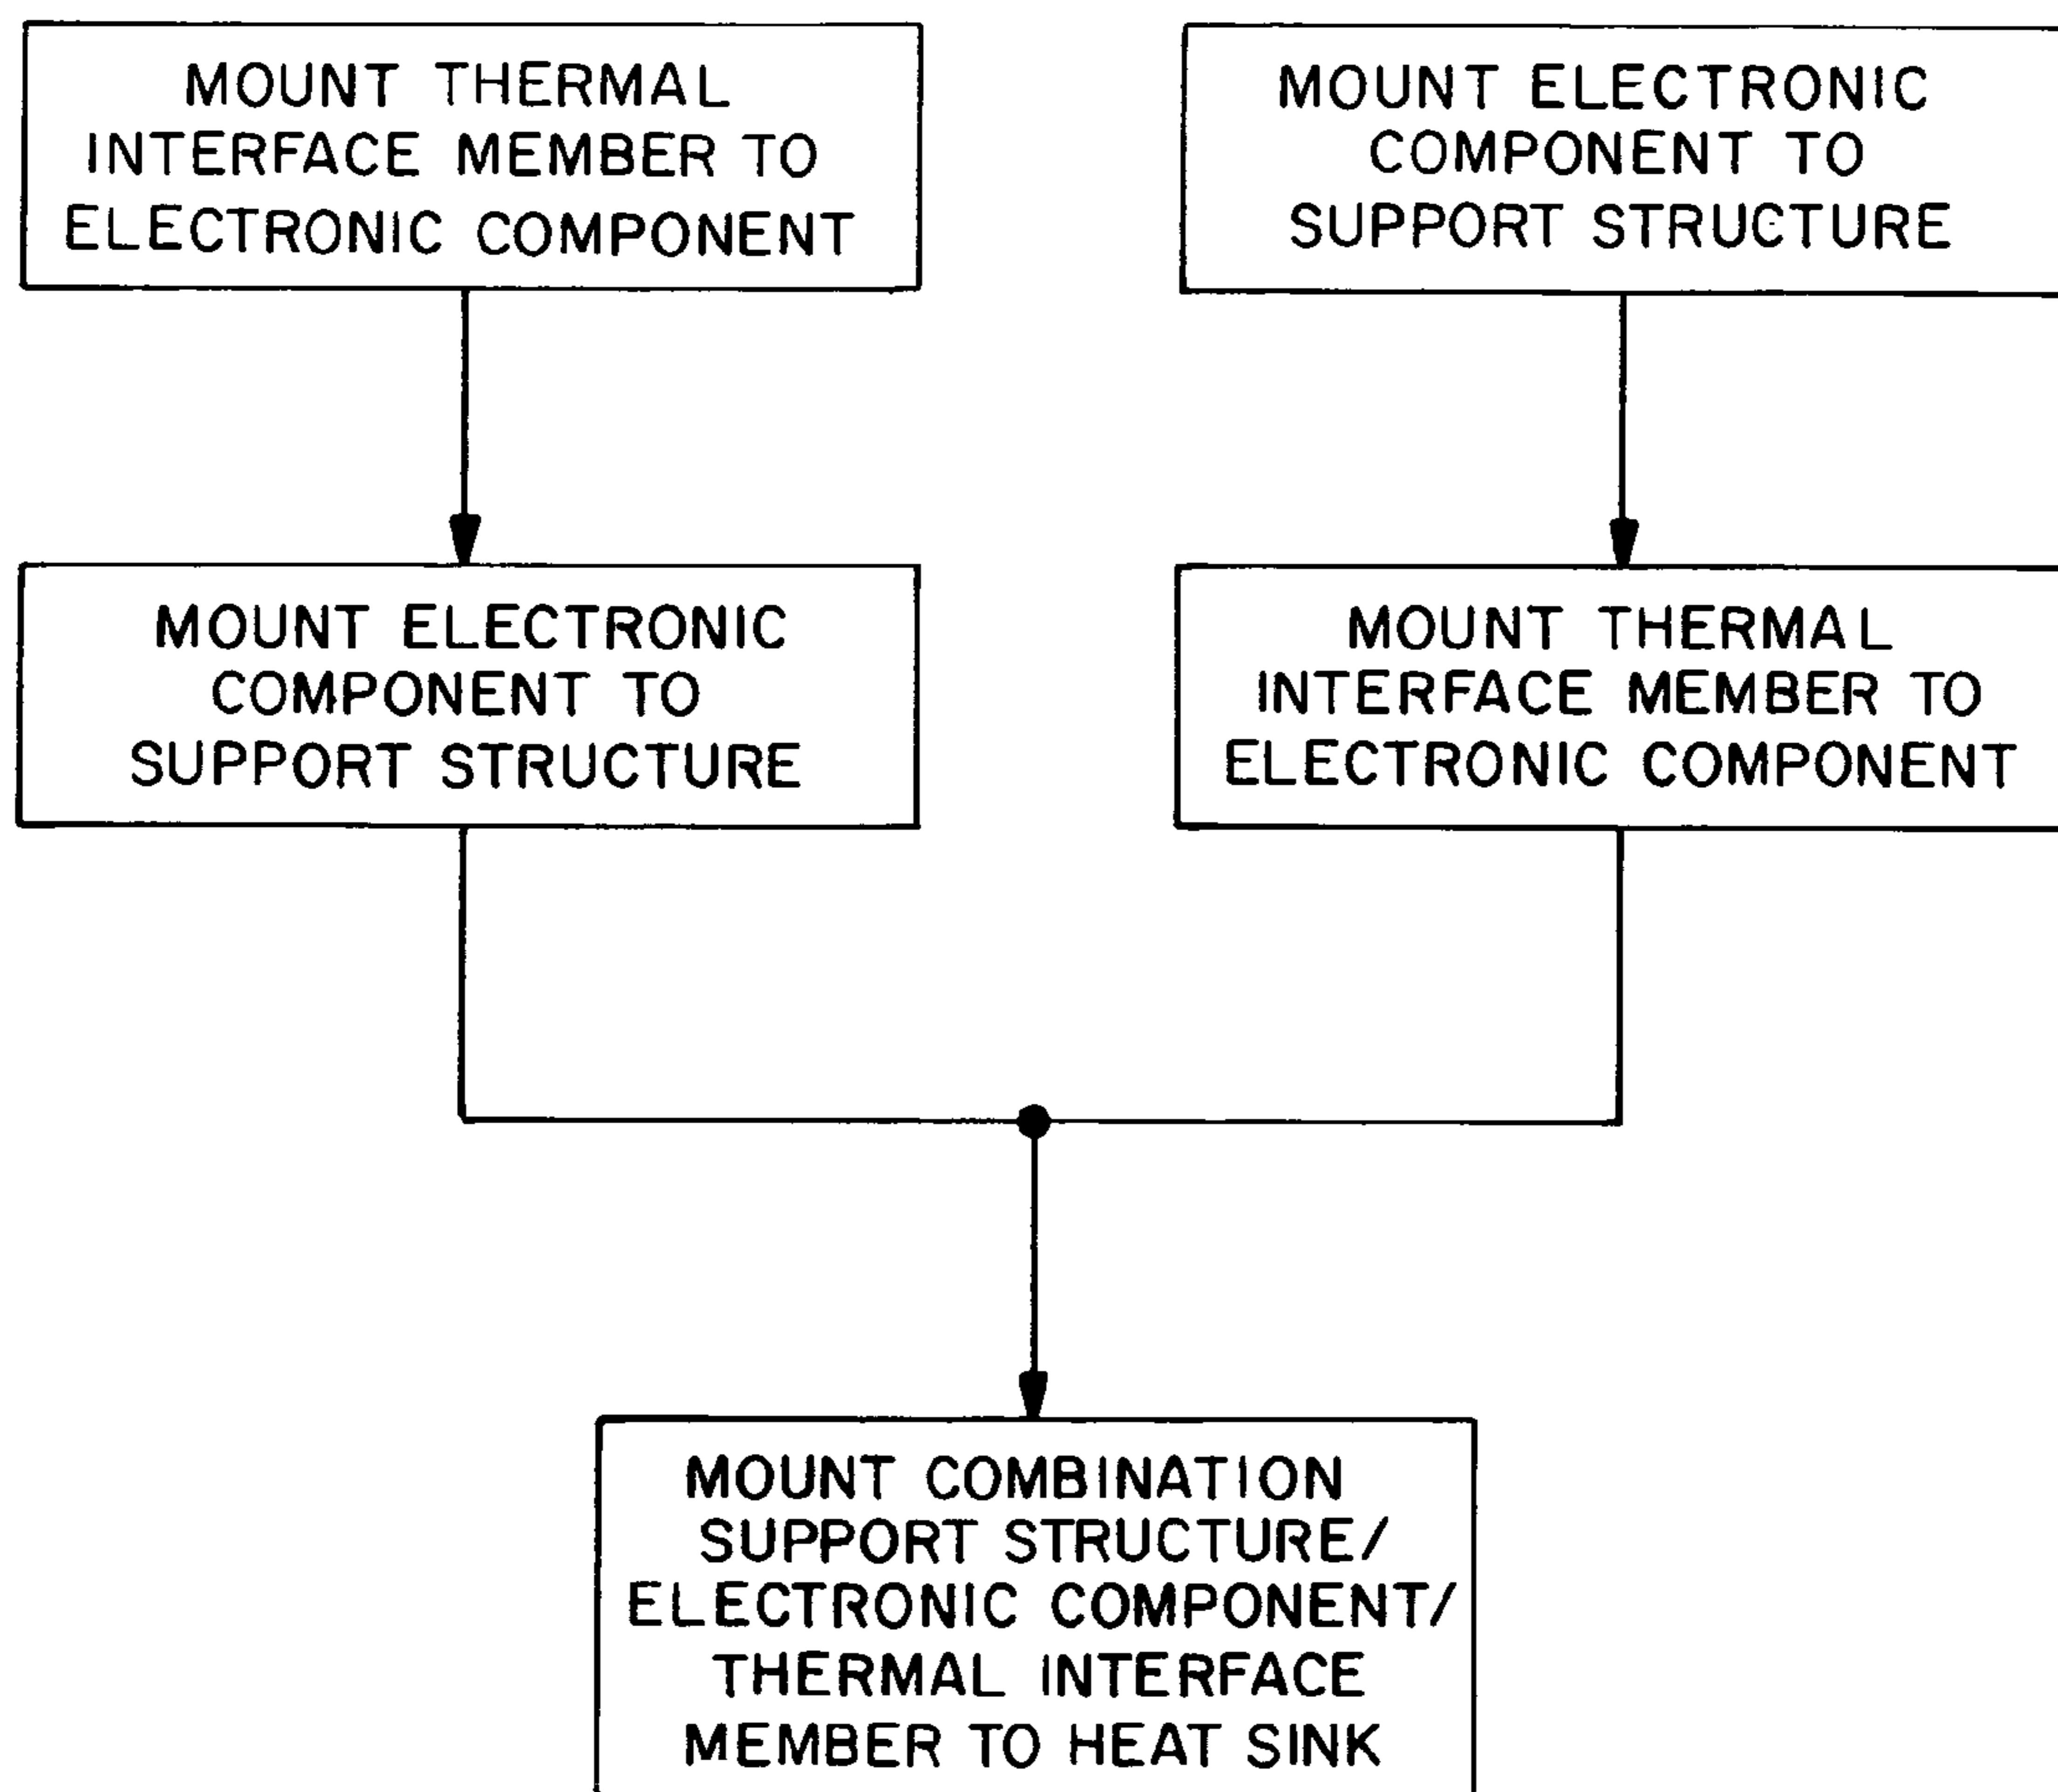 MOUNT THERMAL
INTERFACE MEMBER TO
ELECTRONIC COMPONENT
MOUNT ELECTRONIC
COMPONENT TO
SUPPORT STRUCTURE
MOUNT ELECTRONIC
COMPONENT TO
SUPPORT STRUCTURE
MOUNT THERMAL
INTERFACE MEMBER TO
ELECTRONIC COMPONENT
MOUNT COMBINATION
SUPPORT STRUCTURE/
ELECTRONIC COMPONENT/
THERMAL INTERFACE
MEMBER TO HEAT SINK